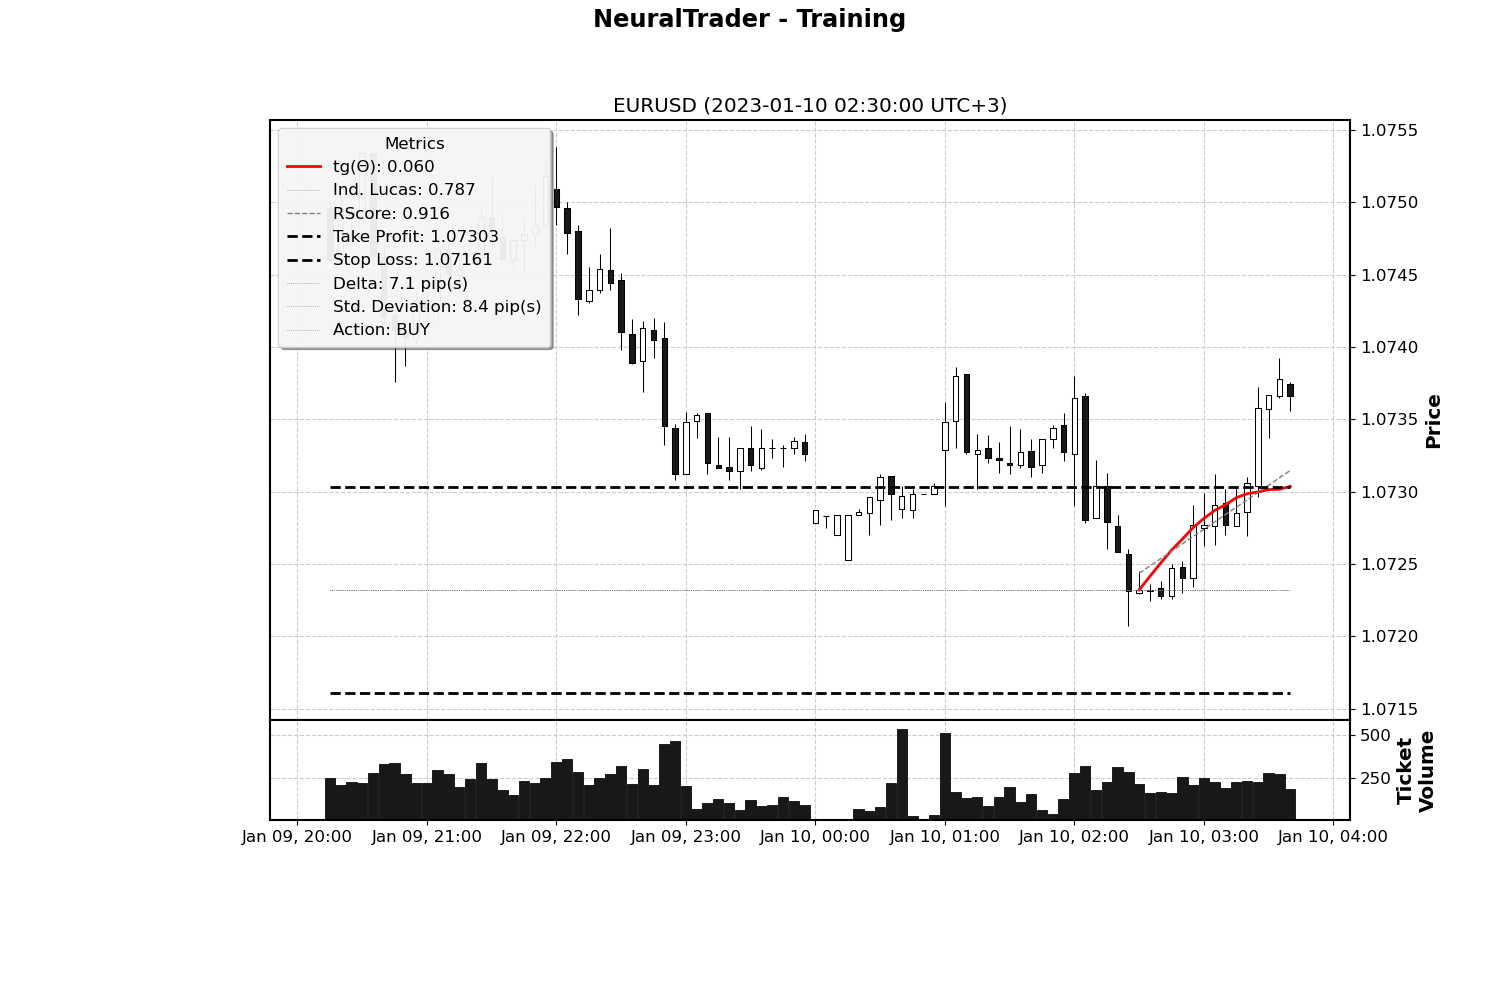 NeuralTrader - Training
EURUSD (2023-01-10 02:30:00 UTC+3)
Metrics
tg(Θ): 0.060
Ind. Lucas: 0.787
RScore: 0.916
Take Profit: 1.07303
Stop Loss: 1.07161
Delta: 7.1 pip(s)
Std. Deviation: 8.4 pip(s)
Action: BUY
1.0755
1.0750
1.0745
1.0740
1.0735
1.0730
1.0725
1.0720
1.0715
Price
500
250
Ticket
Volume
Jan 09, 20:00 Jan 09, 21:00 Jan 09, 22:00 Jan 09, 23:00 Jan 10, 00:00 Jan 10, 01:00 Jan 10, 02:00 Jan 10, 03:00 Jan 10, 04:00